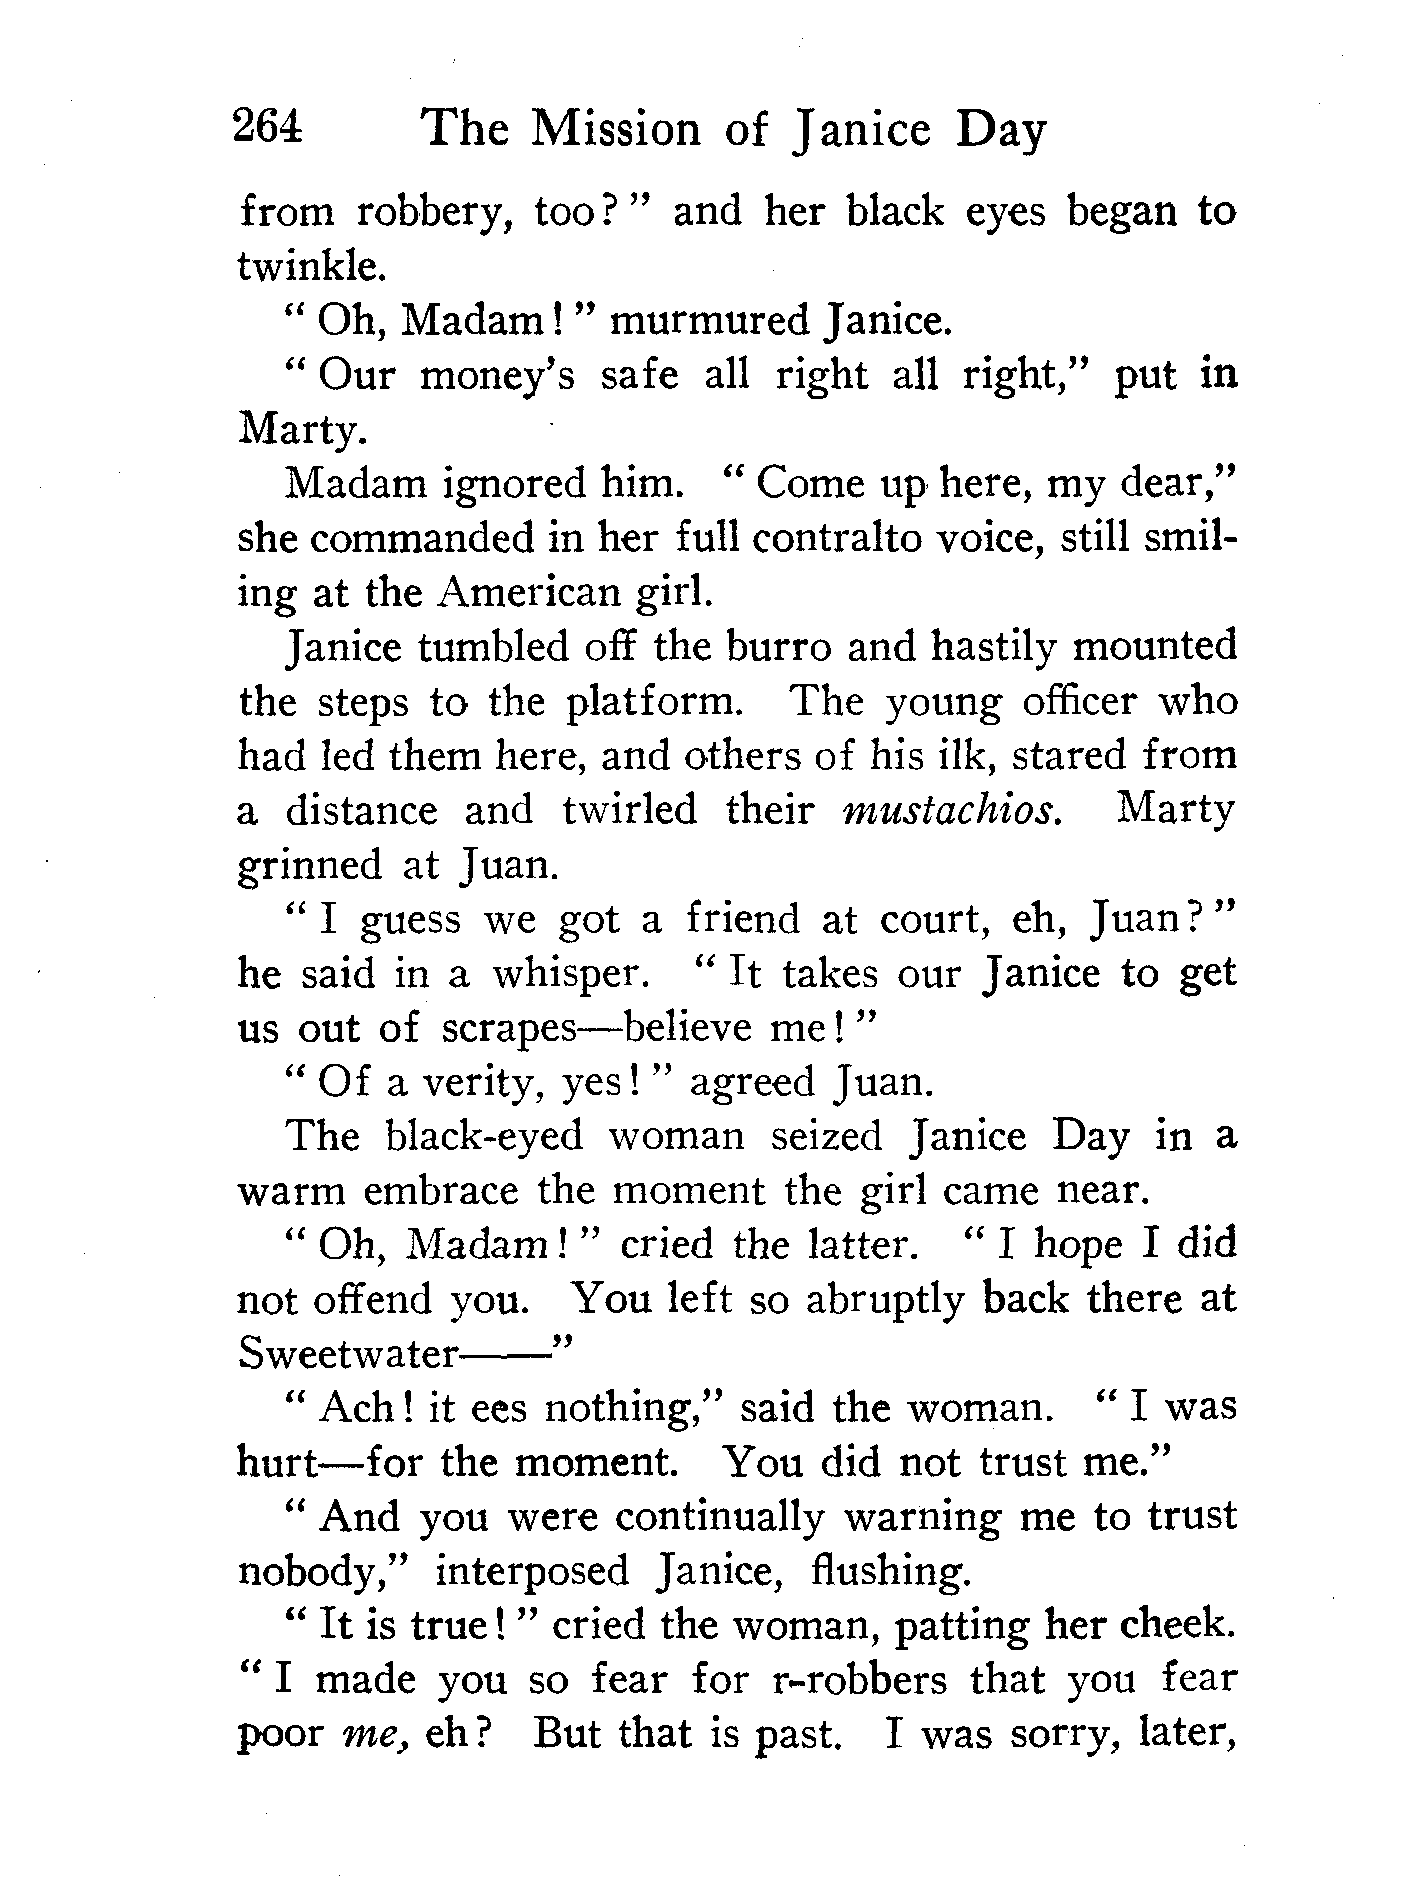 264 The Mission of Janice Day
from robbery, too?" and her black eyes began to
twinkle.
"Oh, Madam!" murmured Janice.
"Our money's safe all right all right," put in
Marty.
Madam ignored him. "Come up here, my dear,"
she commanded in her full contralto voice, still smil-
ing at the American girl.
Janice tumbled off the burro and hastily mounted
the steps to the platform. The young officer who
had led them here, and others of his ilk, stared from
a distance and twirled their mustachios. Marty
grinned at Juan.
"I guess we got a friend at court, eh, Juan?"
he said in a whisper. "It takes our Janice to get
us out of scrapes—believe me!"
"Of a verity, yes!" agreed Juan.
The black-eyed woman seized Janice Day in a
warm embrace the moment the girl came near.
"Oh, Madam!" cried the latter. "I hope I did
not offend you. You left so abruptly back there at
Sweetwater——"
"Ach! it ees nothing," said the woman. "I was
hurt—for the moment. You did not trust me."
"And you were continually warning me to trust
nobody," interposed Janice, flushing.
"It is true!" cried the woman, patting her cheek.
"I made you so fear for r-robbers that you fear
poor me, eh? But that is past. I was sorry, later,